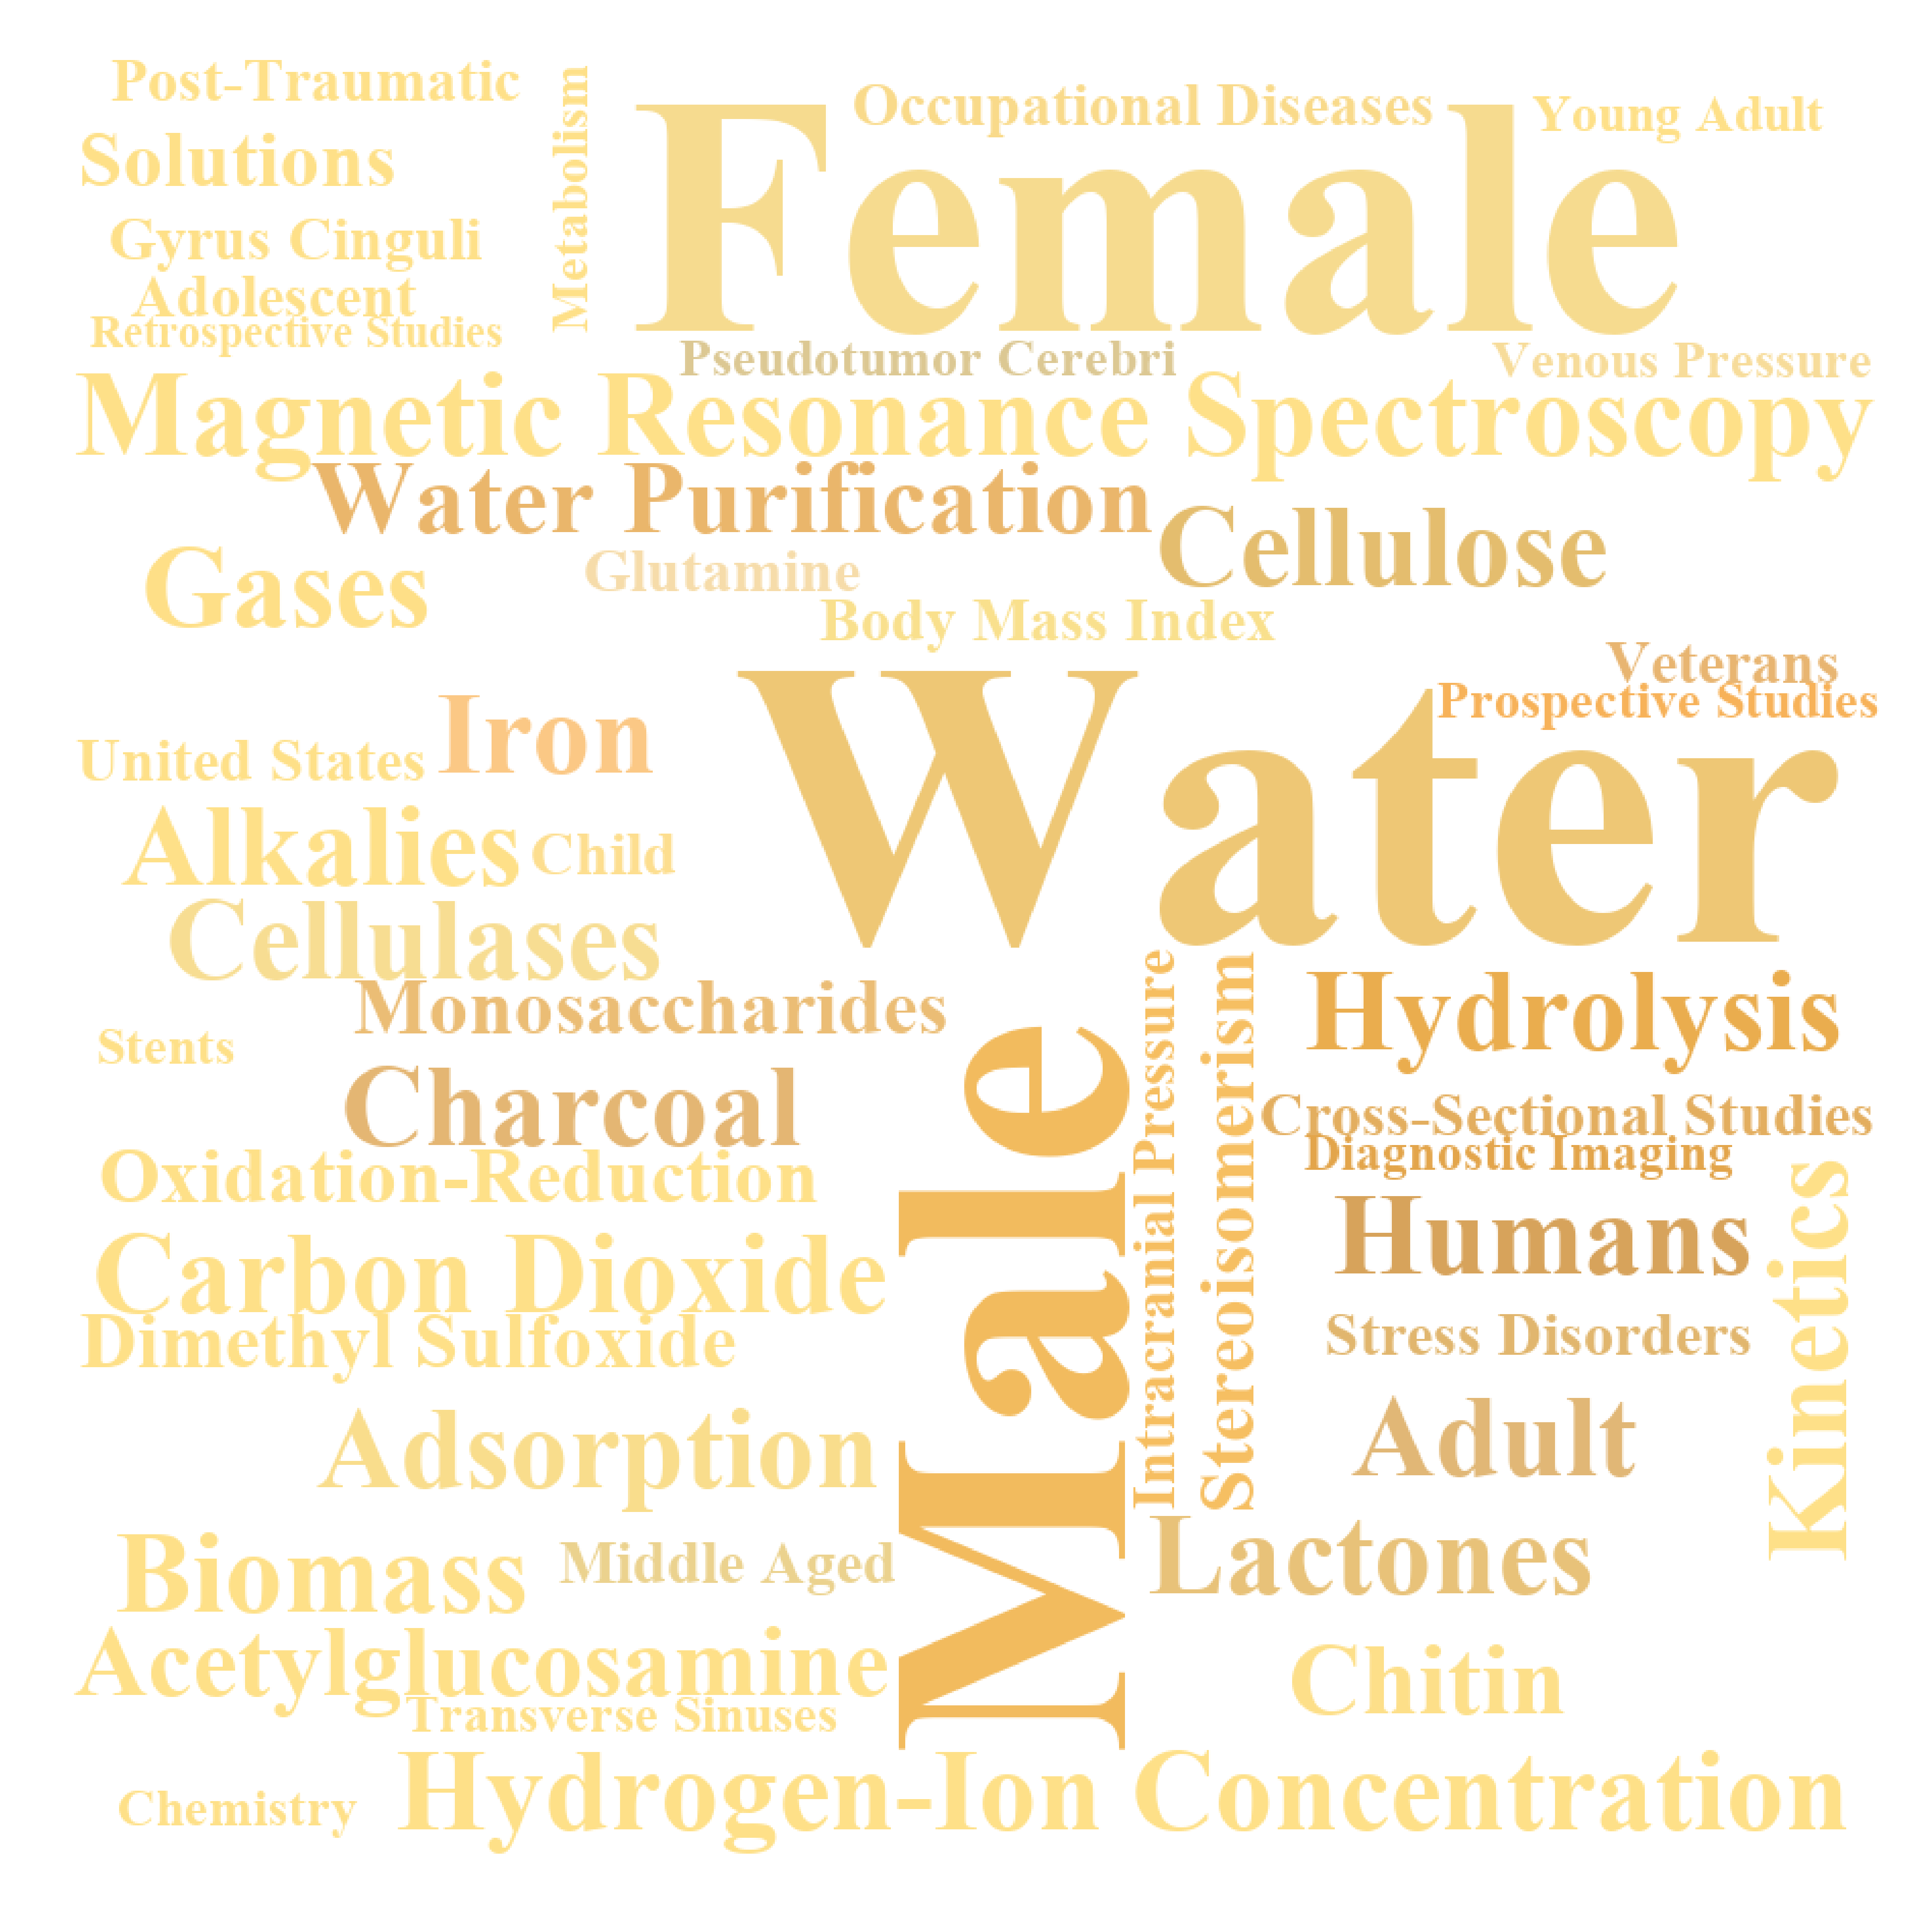 Post-Traumatic
Metabolism
Occupational Diseases
Young Adult
Female
Solutions
Gyrus Cinguli
Adolescent
Retrospective Studies
Pseudotumor Cerebri
Venous Pressure
Magnetic Resonance Spectroscopy
Water Purification
Cellulose
Gases
Glutamine
Body Mass Index
Veterans
Prospective Studies
Water
Iron
United States
Alkalies
Child
Cellulases
Monosaccharides
Hydrolysis
Stents
Male
Intracranial Pressure
Stereoisomerism
Charcoal
Cross-Sectional Studies
Diagnostic Imaging
Oxidation-Reduction
Humans
Kinetics
Carbon Dioxide
Dimethyl Sulfoxide
Stress Disorders
Adsorption
Adult
Biomass
Middle Aged
Lactones
Acetylglucosamine
Chitin
Transverse Sinuses
Chemistry
Hydrogen-Ion Concentration